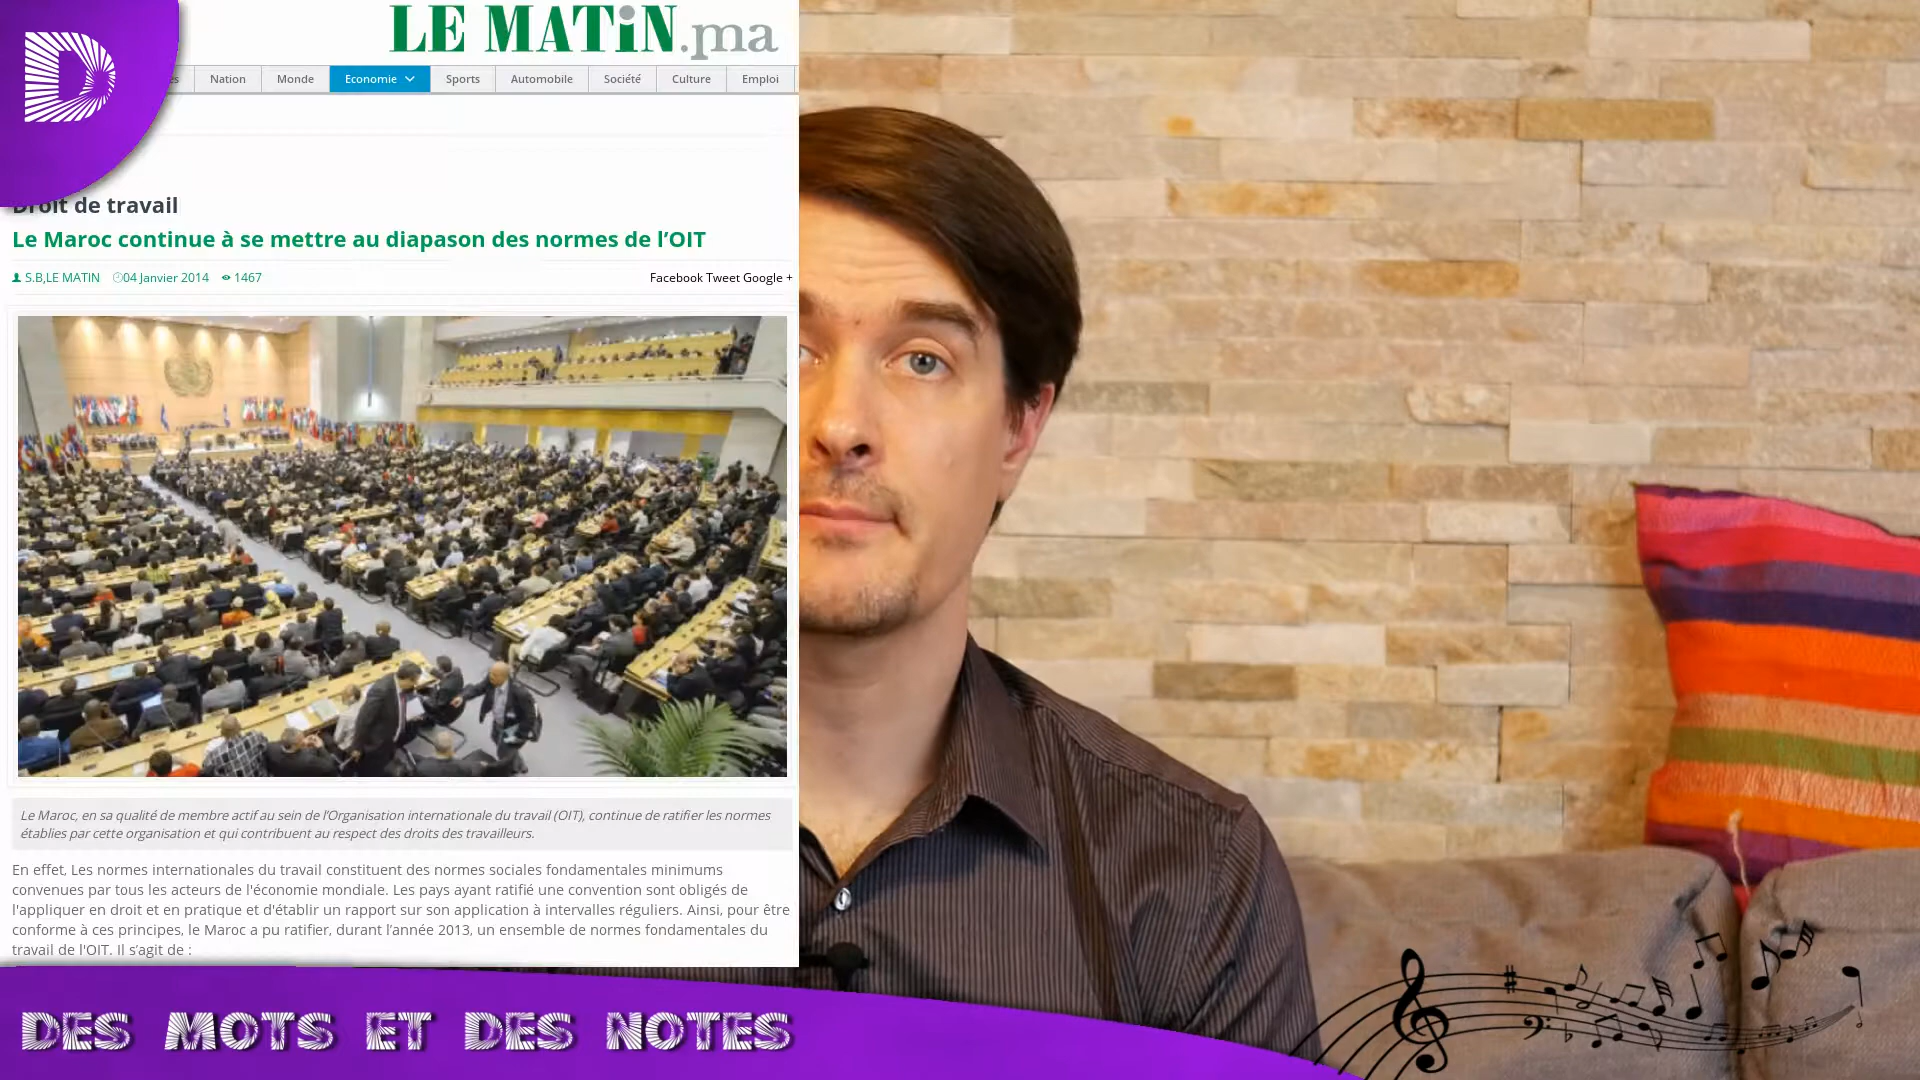 D
LE MATiN.ma
Nation Monde Economie Sports Automobile Société Culture Emploi
Droit de travail
Le Maroc continue à se mettre au diapason des normes de l’OIT
S.B,LE MATIN 04 Janvier 2014 1467 Facebook Tweet Google +
Le Maroc, en sa qualité de membre actif au sein de l’Organisation internationale du travail (OIT), continue de ratifier les normes
établies par cette organisation et qui contribuent au respect des droits des travailleurs.
En effet, Les normes internationales du travail constituent des normes sociales fondamentales minimums
convenues par tous les acteurs de l'économie mondiale. Les pays ayant ratifié une convention sont obligés de
l'appliquer en droit et en pratique et d'établir un rapport sur son application à intervalles réguliers. Ainsi, pour être
conforme à ces principes, le Maroc a pu ratifier, durant l’année 2013, un ensemble de normes fondamentales du
travail de l'OIT. Il s’agit de :
DES MOTS ET DES NOTES